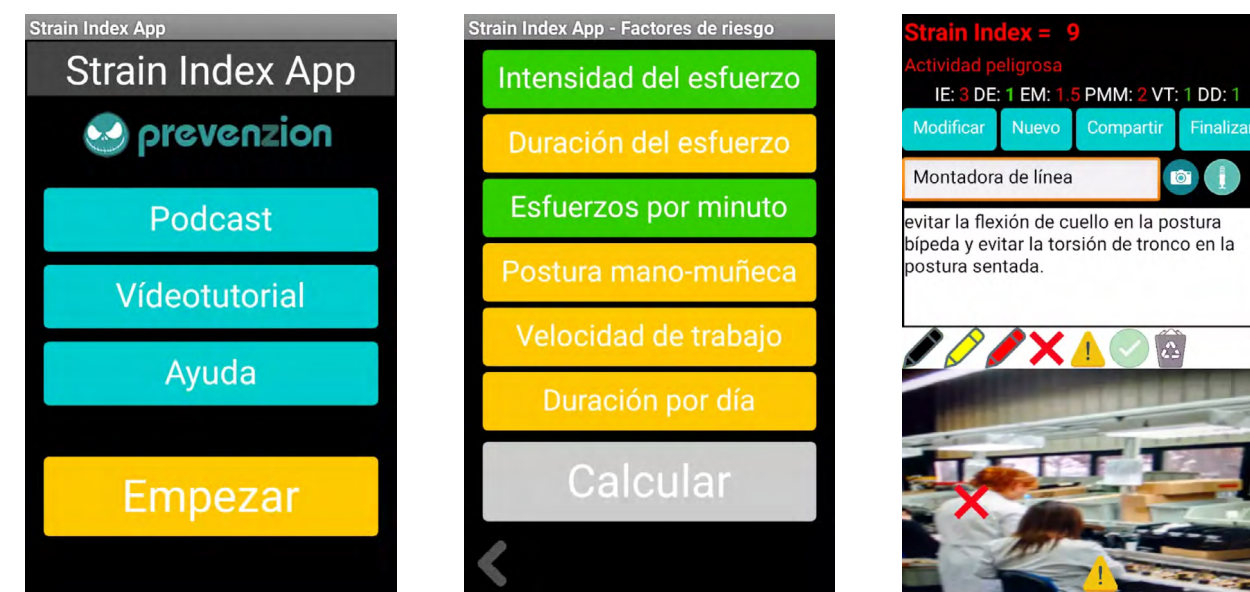 Strain Index App
Strain Index App
prevenzion
Podcast
Vídeotutorial
Ayuda
Empezar
Strain Index App - Factores de riesgo
Intensidad del esfuerzo
Duración del esfuerzo
Esfuerzos por minuto
Postura mano-muñeca
Velocidad de trabajo
Duración por día
Calcular
Strain Index = 9
Actividad peligrosa
IE: 3 DE: 1 EM: 1.5 PMM: 2 VT: 1 DD: 1
Modificar Nuevo Compartir Finalizar
Montadora de línea
evitar la flexión de cuello en la postura
bípeda y evitar la torsión de tronco en la
postura sentada.